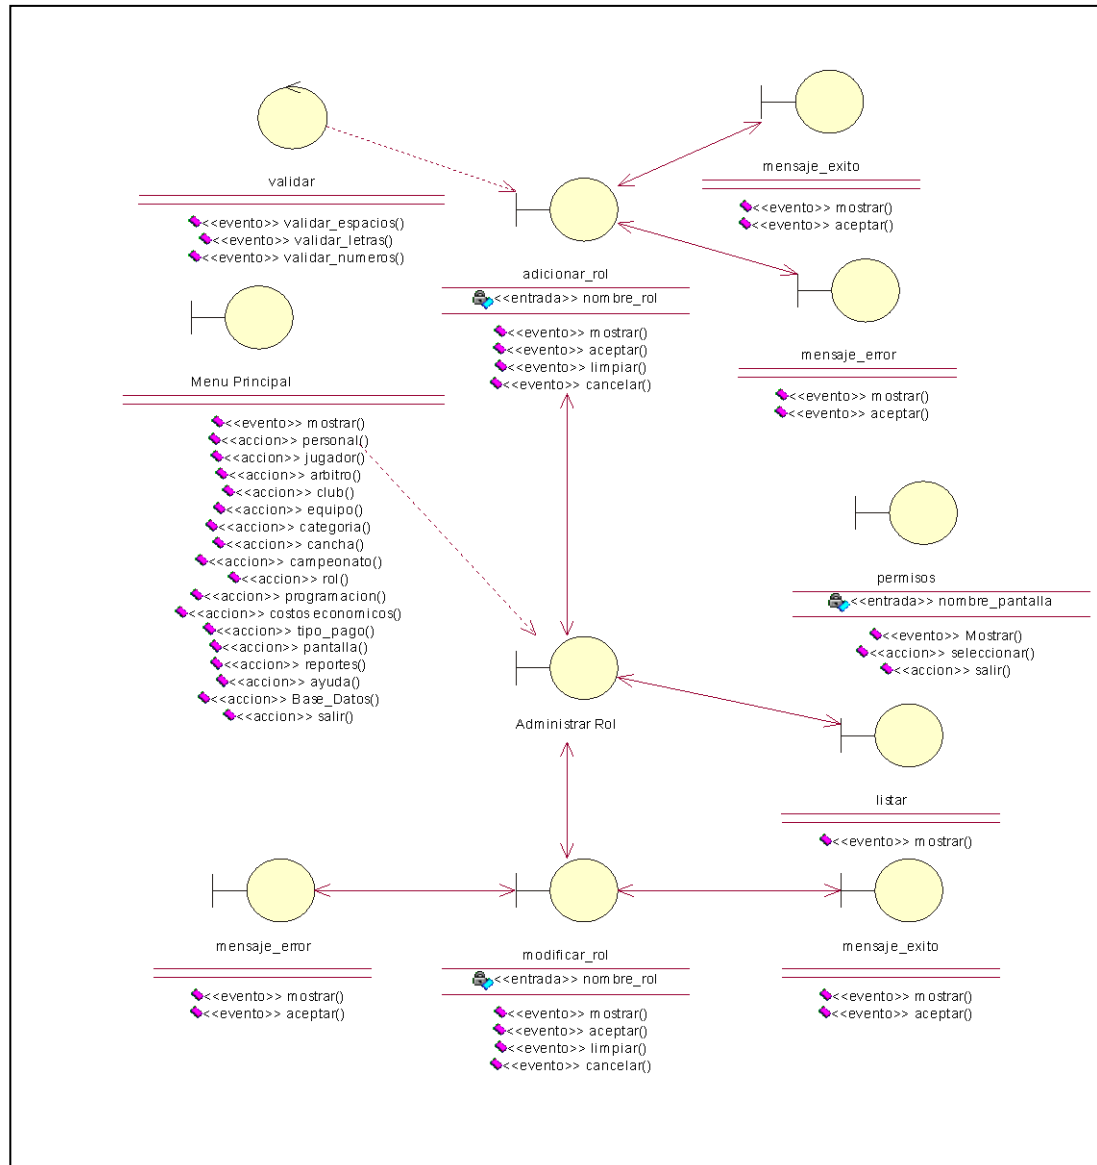 validar
<<evento>> validar_espacios()
<<evento>> validar_letras()
<<evento>> validar_numeros()
mensaje_exito
<<evento>> mostrar()
<<evento>> aceptar()
adicionar_rol
<<entrada>> nombre_rol
<<evento>> mostrar()
<<evento>> aceptar()
<<evento>> limpiar()
<<evento>> cancelar()
mensaje_error
<<evento>> mostrar()
<<evento>> aceptar()
Menu Principal
<<evento>> mostrar()
<<accion>> personal()
<<accion>> jugador()
<<accion>> arbitro()
<<accion>> club()
<<accion>> equipo()
<<accion>> categoria()
<<accion>> cancha()
<<accion>> campeonato()
<<accion>> rol()
<<accion>> programacion()
<<accion>> costos economicos()
<<accion>> tipo_pago()
<<accion>> pantalla()
<<accion>> reportes()
<<accion>> ayuda()
<<accion>> Base_Datos()
<<accion>> salir()
permisos
<<entrada>> nombre_pantalla
<<evento>> Mostrar()
<<accion>> seleccionar()
<<accion>> salir()
Administrar Rol
listar
<<evento>> mostrar()
mensaje_error
<<evento>> mostrar()
<<evento>> aceptar()
modificar_rol
<<entrada>> nombre_rol
<<evento>> mostrar()
<<evento>> aceptar()
<<evento>> limpiar()
<<evento>> cancelar()
mensaje_exito
<<evento>> mostrar()
<<evento>> aceptar()